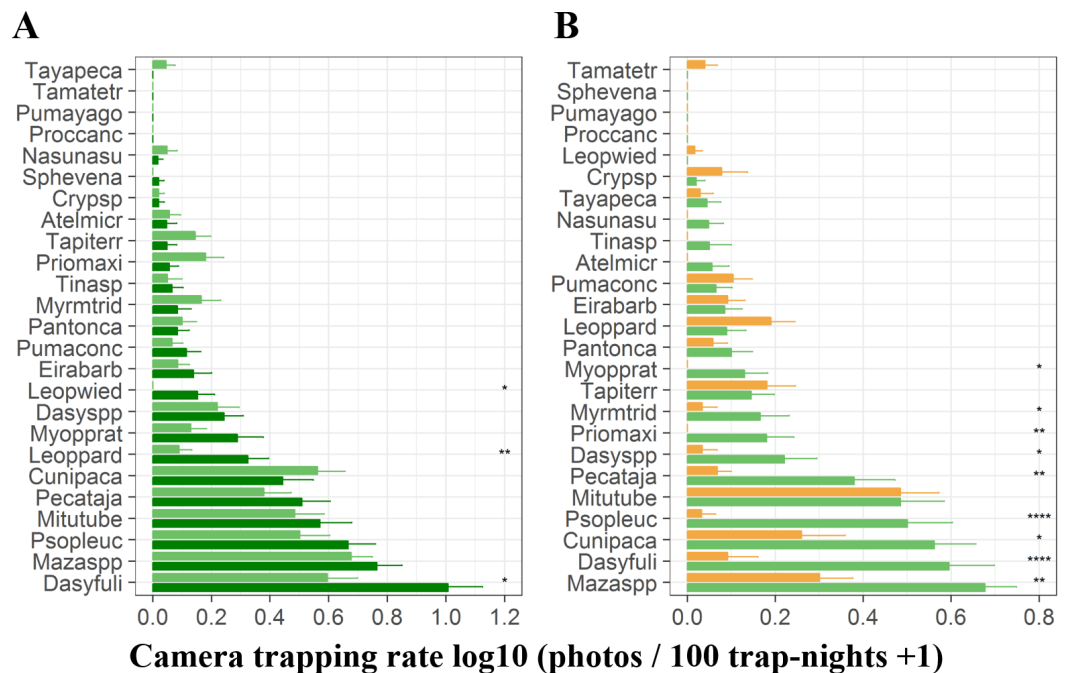 A
Tayapeca
Tamatetr
Pumayago
Proccanc
Nasunasu
Sphevena
Crypsp
Atelmicr
Tapiterr
Priomaxi
Tinasp
Myrmtrid
Pantonca
Pumaconc
Eirabarb
Leopwied *
Dasyspp
Myopprat
Leoppard **
Cunipaca
Pecataja
Mitutube
Psopleuc
Mazaspp
Dasyfuli *
0.0 0.2 0.4 0.6 0.8 1.0 1.2
B
Tamatetr
Sphevena
Pumayago
Proccanc
Leopwied
Crypsp
Tayapeca
Nasunasu
Tinasp
Atelmicr
Pumaconc
Eirabarb
Leoppard
Pantonca
Myopprat *
Tapiterr
Myrmtrid *
Priomaxi **
Dasyspp *
Pecataja **
Mitutube
Psopleuc ****
Cunipaca *
Dasyfuli ****
Mazaspp **
0.0 0.2 0.4 0.6 0.8
Camera trapping rate log10 (photos / 100 trap-nights +1)